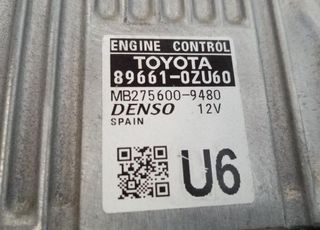 ENGINE CONTROL
TOYOTA
89661-0ZU60
MB275600-9480
DENSO 12V
SPAIN
U6